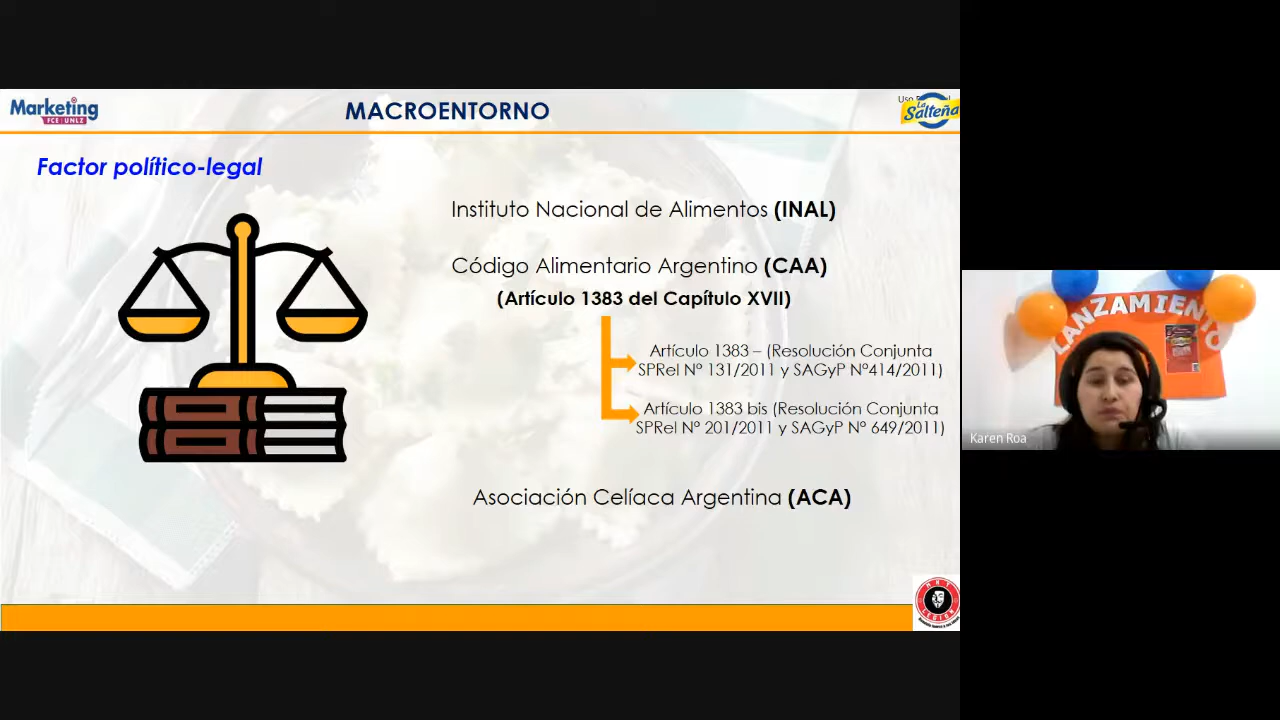 Marketing
FCE | UNLZ
MACROENTORNO
La
Salteña
Factor político-legal
Instituto Nacional de Alimentos (INAL)
Código Alimentario Argentino (CAA)
(Artículo 1383 del Capítulo XVII)
Artículo 1383 – (Resolución Conjunta
SPReI Nº 131/2011 y SAGyP Nº414/2011)
Artículo 1383 bis (Resolución Conjunta
SPReI Nº 201/2011 y SAGyP Nº 649/2011)
Asociación Celíaca Argentina (ACA)
LANZAMIENTO
Karen Roa